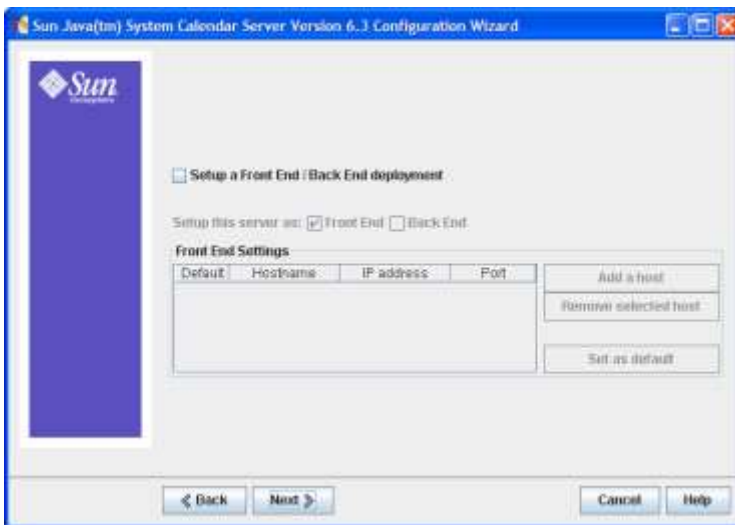 Sun Java(tm) System Calendar Server Version 6.3 Configuration Wizard
Sun
Setup a Front End / Back End deployment
Setup this server as: Front End Back End
Front End Settings
Default Hostname IP address Port
Add a host
Remove selected host
Set as default
Back Next Cancel Help